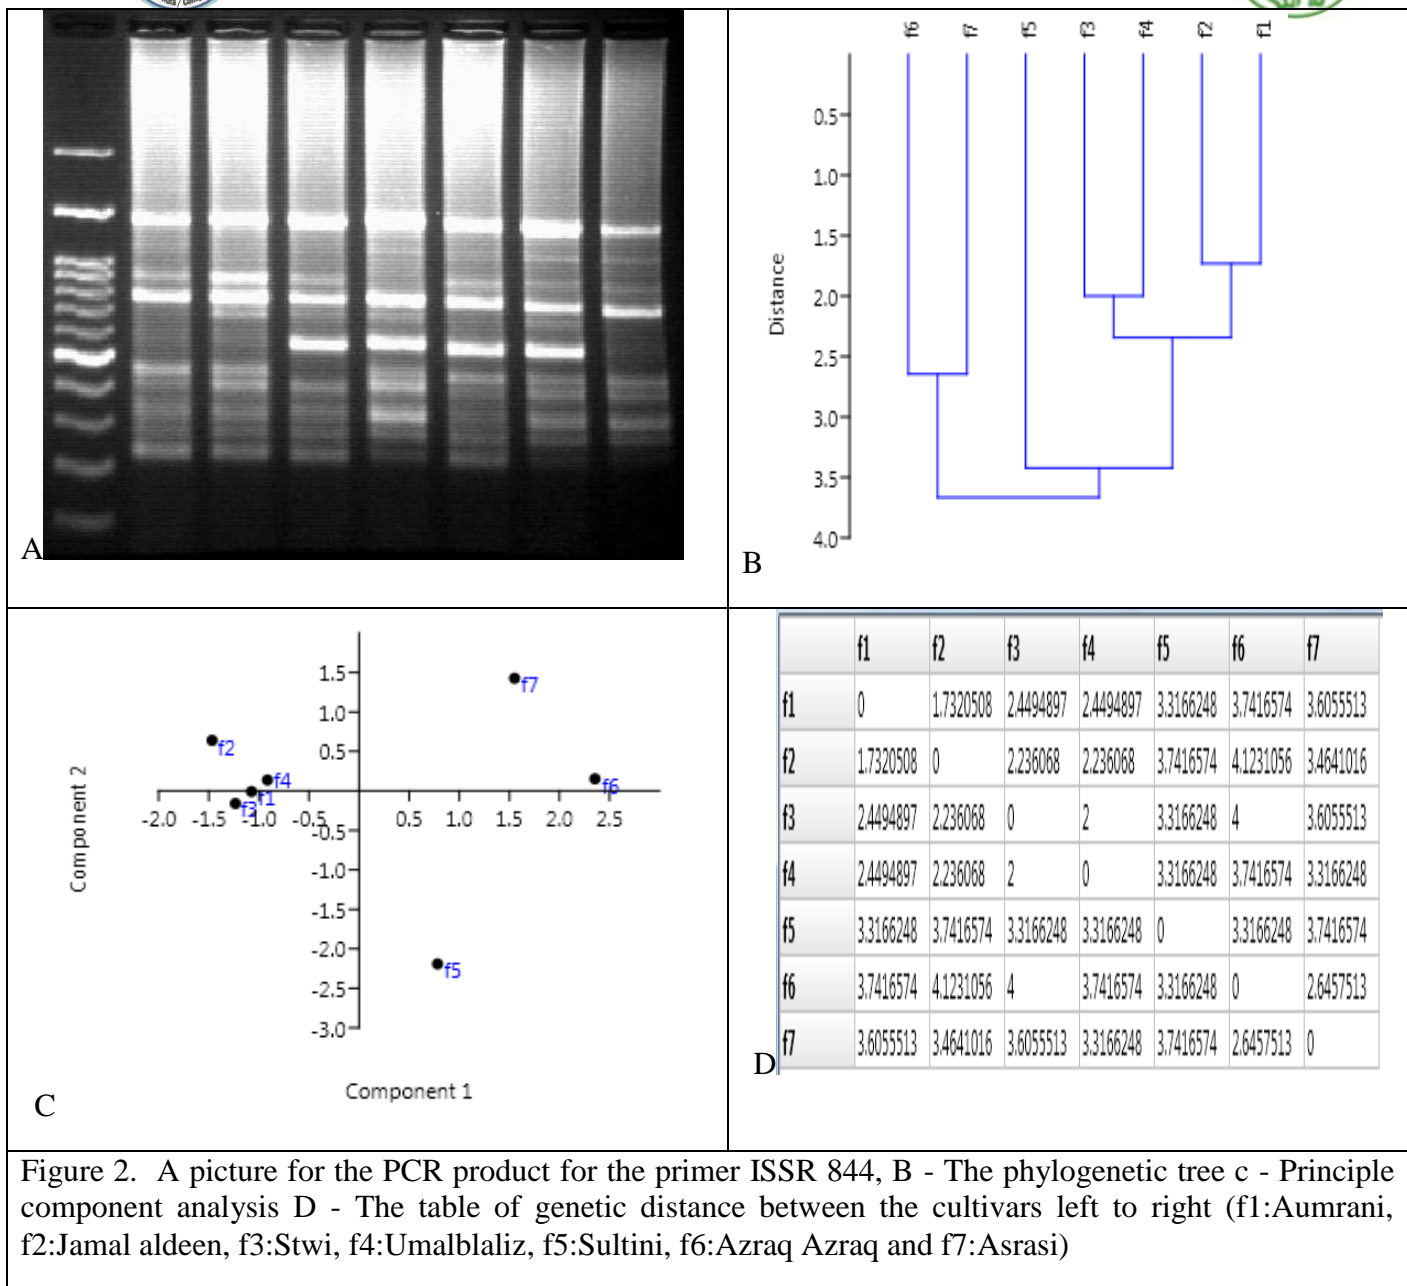 A
f6 f7 f5 f3 f4 f2 f1
0.5
1.0
1.5
2.0
2.5
3.0
3.5
4.0
Distance
B
1.5
1.0
0.5
-0.5
-1.0
-1.5
-2.0
-2.5
-3.0
-2.0 -1.5 -1.0 -0.5 0.5 1.0 1.5 2.0 2.5
f7
f2
f4
f1
f3
f6
f5
Component 2
Component 1
C
f1 f2 f3 f4 f5 f6 f7
f1 0 1.7320508 2.4494897 2.4494897 3.3166248 3.7416574 3.6055513
f2 1.7320508 0 2.236068 2.236068 3.7416574 4.1231056 3.4641016
f3 2.4494897 2.236068 0 2 3.3166248 4 3.6055513
f4 2.4494897 2.236068 2 0 3.3166248 3.7416574 3.3166248
f5 3.3166248 3.7416574 3.3166248 3.3166248 0 3.3166248 3.7416574
f6 3.7416574 4.1231056 4 3.7416574 3.3166248 0 2.6457513
f7 3.6055513 3.4641016 3.6055513 3.3166248 3.7416574 2.6457513 0
D
Figure 2. A picture for the PCR product for the primer ISSR 844, B - The phylogenetic tree c - Principle
component analysis D - The table of genetic distance between the cultivars left to right (f1:Aumrani,
f2:Jamal aldeen, f3:Stwi, f4:Umalblaliz, f5:Sultini, f6:Azraq Azraq and f7:Asrasi)